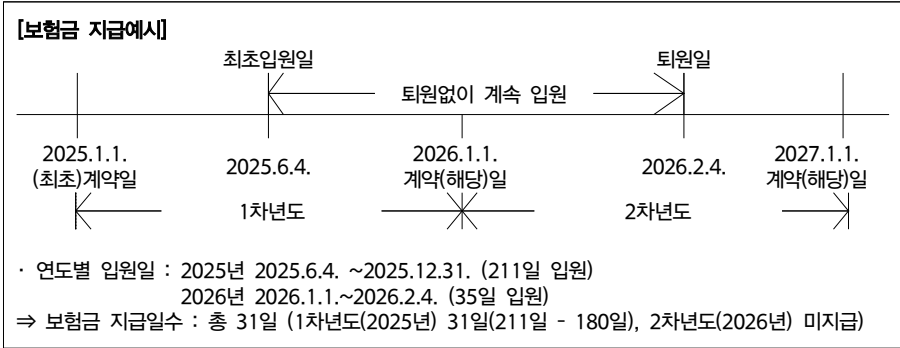 [보험금 지급예시]
최초입원일 퇴원일
퇴원없이 계속 입원
2025.1.1. 2025.6.4. 2026.1.1. 2026.2.4. 2027.1.1.
(최초)계약일 계약(해당)일 계약(해당)일
1차년도 2차년도
· 연도별 입원일 : 2025년 2025.6.4. ~2025.12.31. (211일 입원)
2026년 2026.1.1.~2026.2.4. (35일 입원)
⇒ 보험금 지급일수 : 총 31일 (1차년도(2025년) 31일(211일 - 180일), 2차년도(2026년) 미지급)